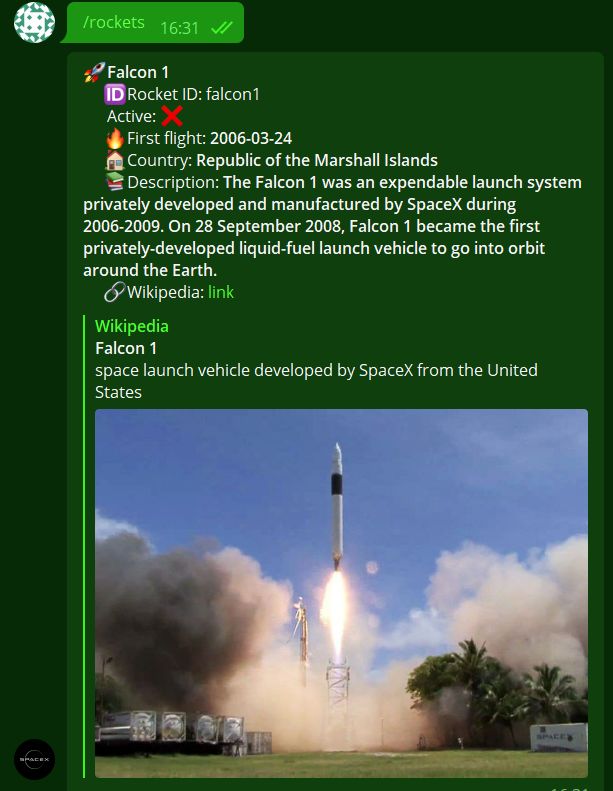 /rockets 16:31
Falcon 1
ID Rocket ID: falcon1
Active: ❌
First flight: 2006-03-24
Country: Republic of the Marshall Islands
Description: The Falcon 1 was an expendable launch system
privately developed and manufactured by SpaceX during
2006-2009. On 28 September 2008, Falcon 1 became the first
privately-developed liquid-fuel launch vehicle to go into orbit
around the Earth.
Wikipedia: link
Wikipedia
Falcon 1
space launch vehicle developed by SpaceX from the United
States
SPACEX
SPACEX